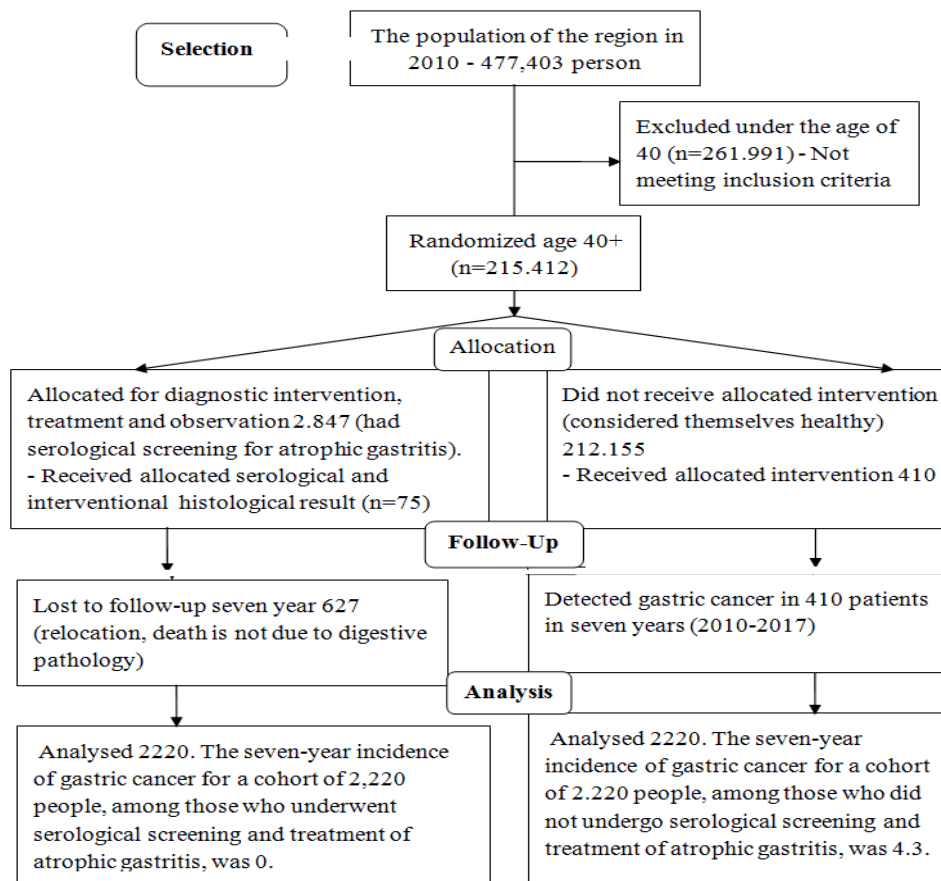 Selection
The population of the region in
2010 - 477,403 person
Excluded under the age of
40 (n=261.991) - Not
meeting inclusion criteria
Randomized age 40+
(n=215.412)
Allocation
Allocated for diagnostic intervention,
treatment and observation 2.847 (had
serological screening for atrophic gastritis).
- Received allocated serological and
interventional histological result (n=75)
Did not receive allocated intervention
(considered themselves healthy)
212.155
- Received allocated intervention 410
Follow-Up
Lost to follow-up seven year 627
(relocation, death is not due to digestive
pathology)
Detected gastric cancer in 410 patients
in seven years (2010-2017)
Analysis
Analysed 2220. The seven-year incidence
of gastric cancer for a cohort of 2,220
people, among those who underwent
serological screening and treatment of
atrophic gastritis, was 0.
Analysed 2220. The seven-year
incidence of gastric cancer for a cohort
of 2.220 people, among those who did
not undergo serological screening and
treatment of atrophic gastritis, was 4.3.